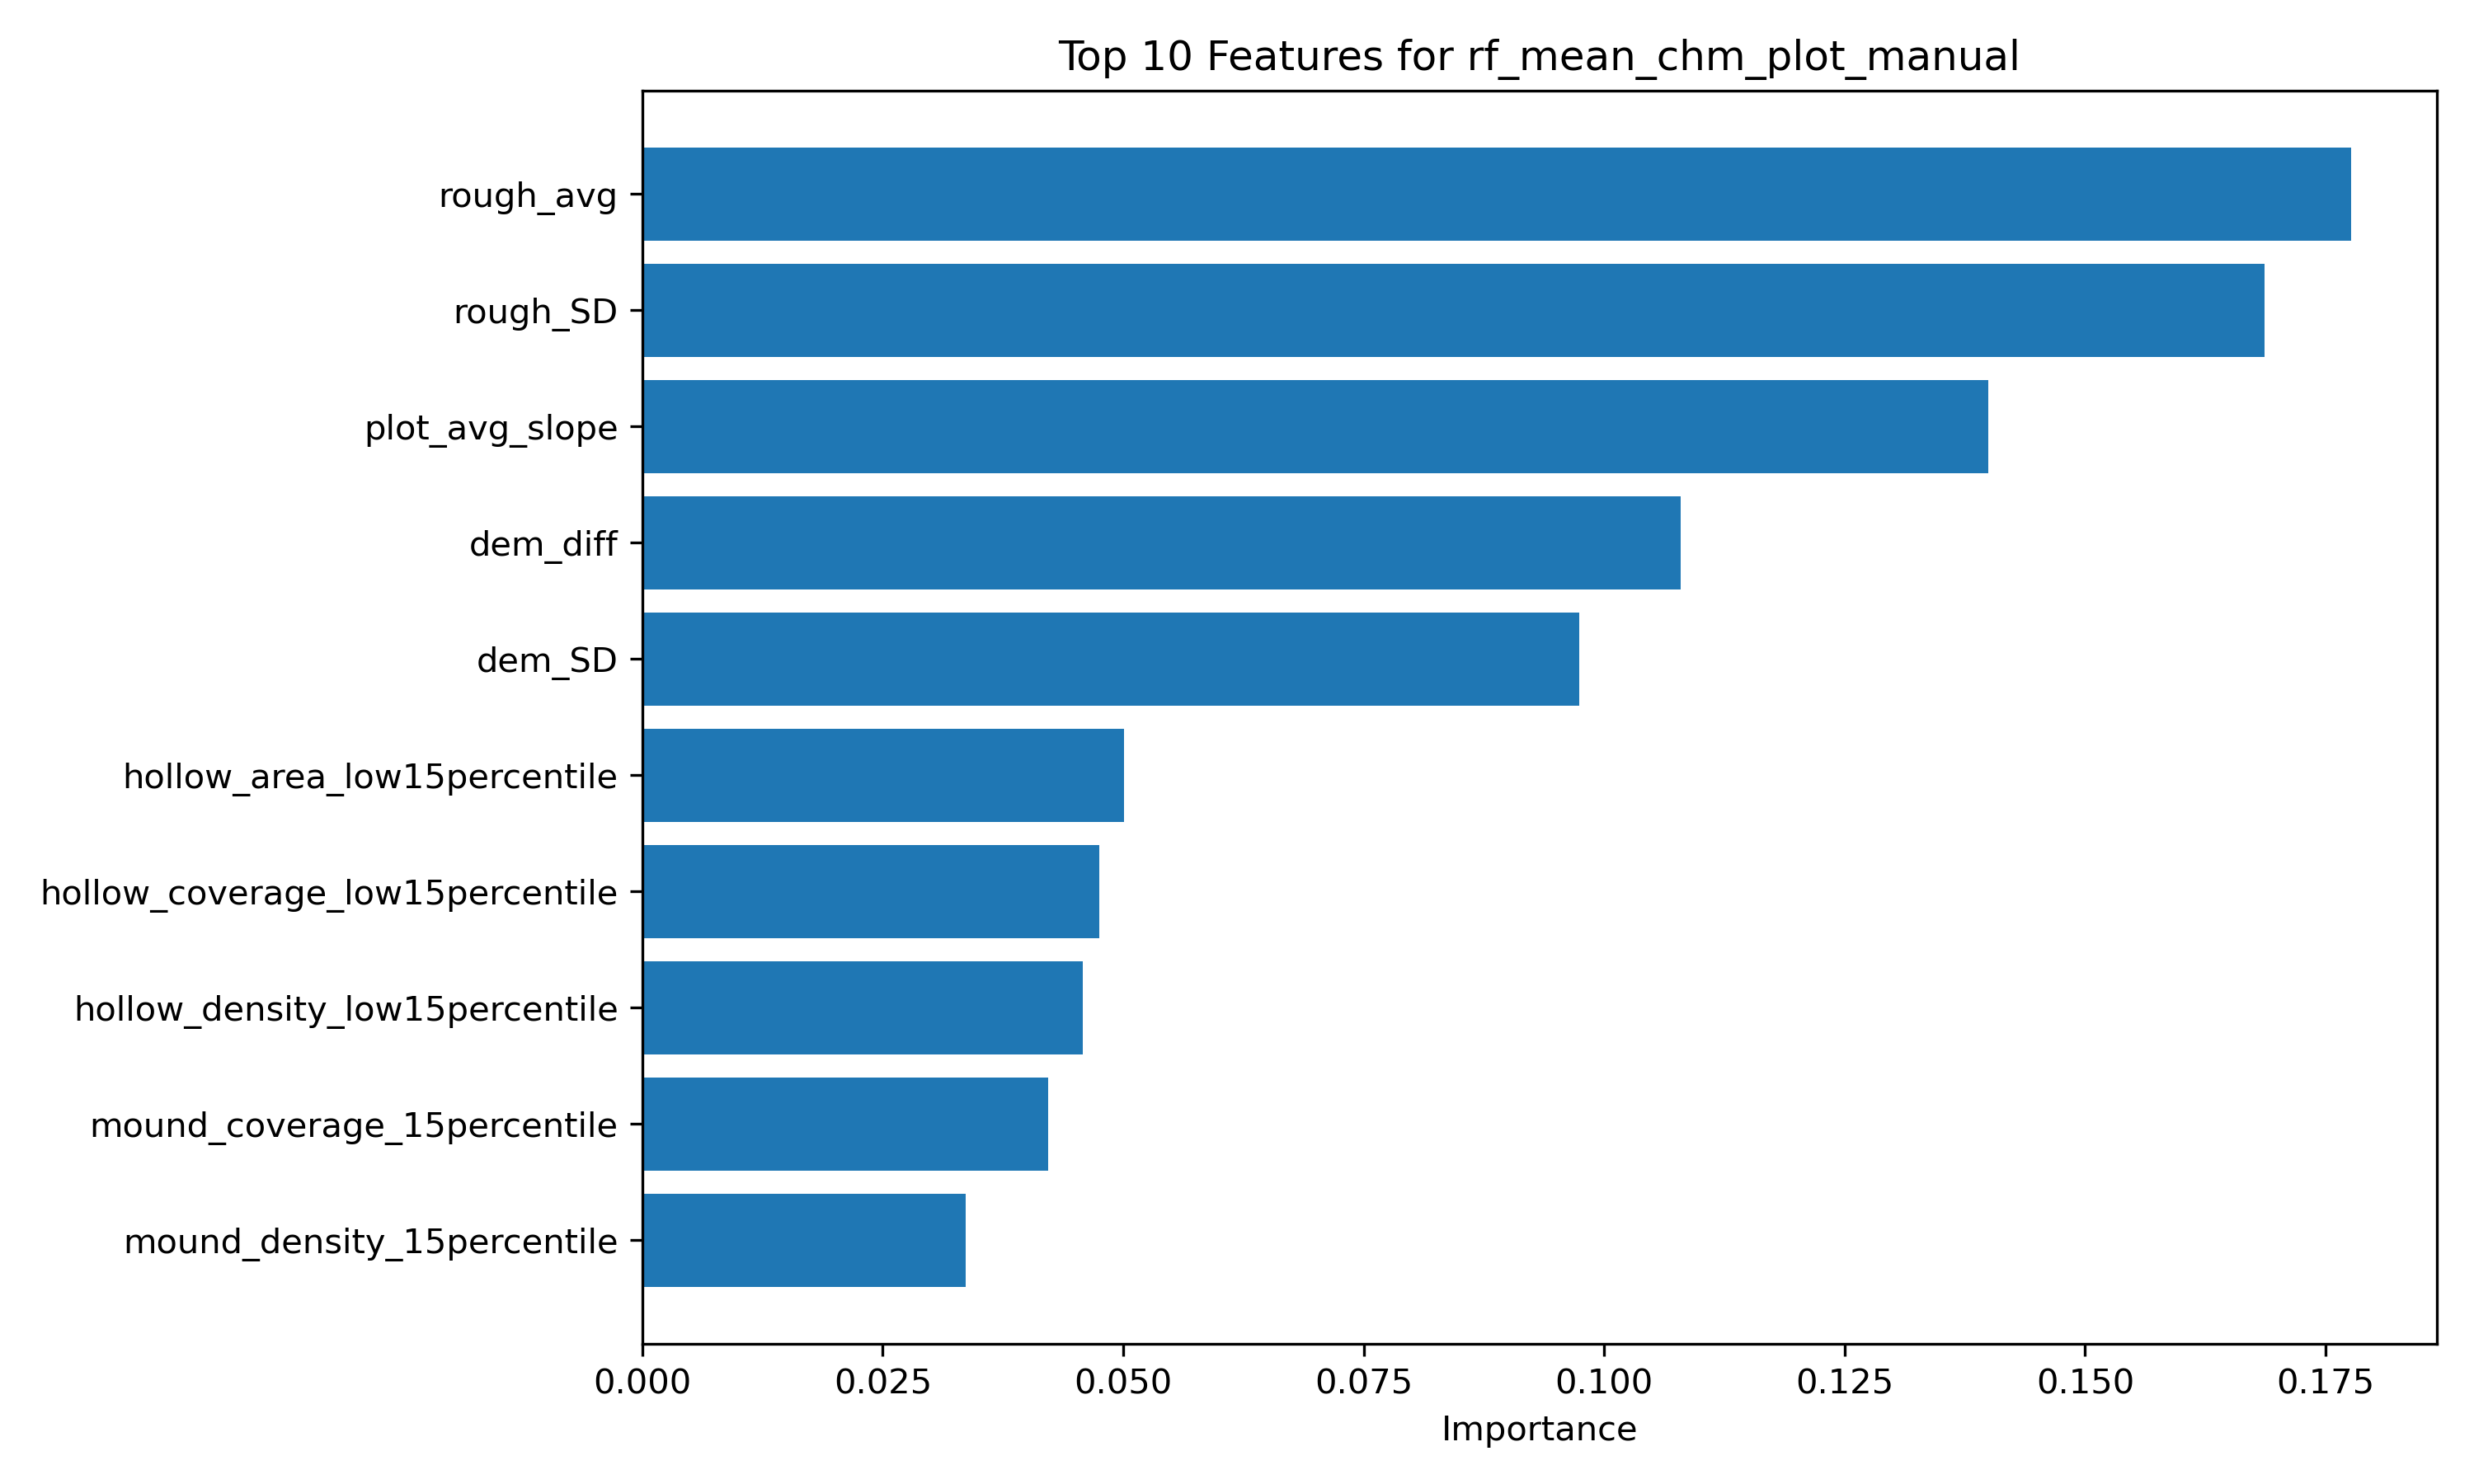 Top 10 Features for rf_mean_chm_plot_manual
rough_avg
rough_SD
plot_avg_slope
dem_diff
dem_SD
hollow_area_low15percentile
hollow_coverage_low15percentile
hollow_density_low15percentile
mound_coverage_15percentile
mound_density_15percentile
0.000 0.025 0.050 0.075 0.100 0.125 0.150 0.175
Importance